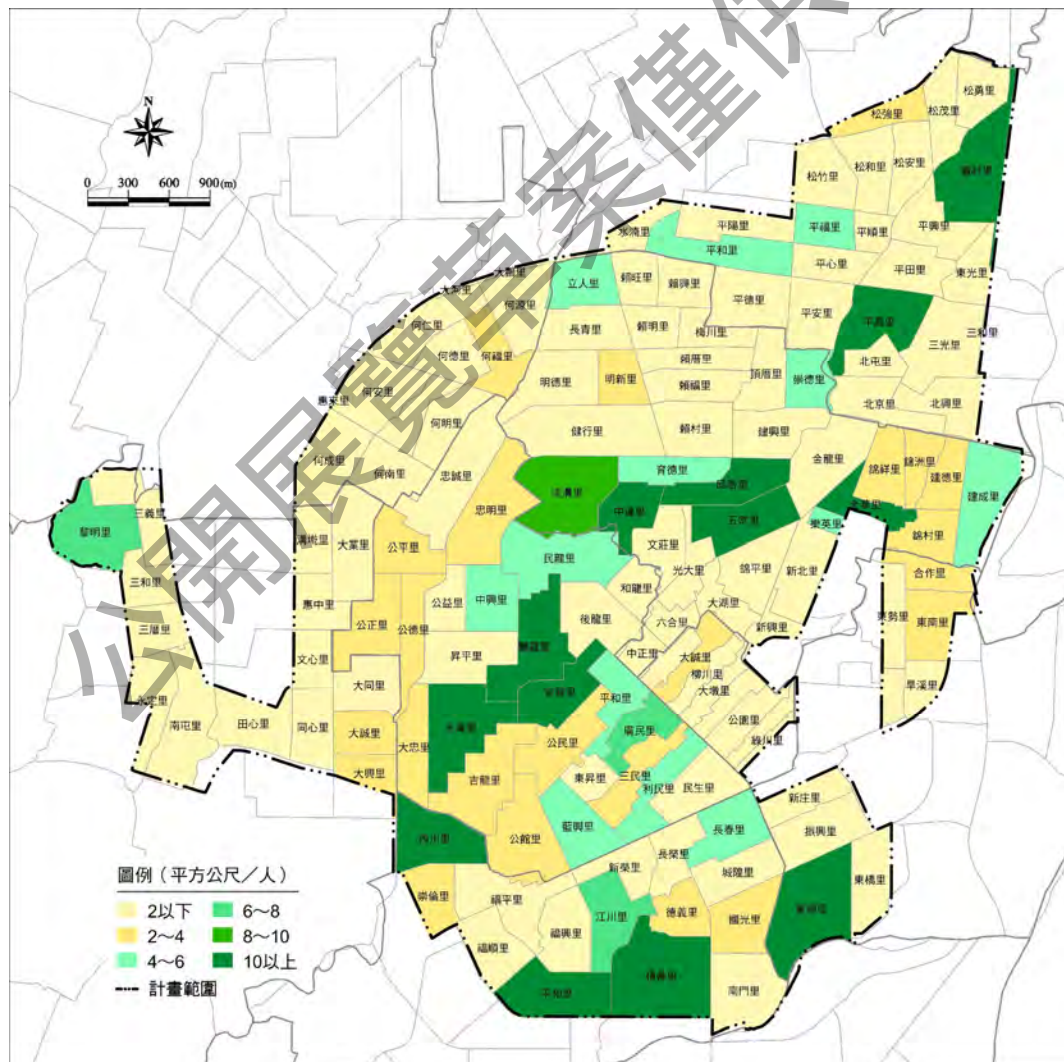 公開展覽草案僅供
N
0 300 600 900(m)
松勇里
松強里
松茂里
松和里
松安里
松竹里
平陽里
平福里
平順里
平興里
水湳里
平和里
平心里
平田里
東光里
立人里
賴旺里
賴興里
平德里
平安里
平昌里
三和里
三光里
何源里
何仁里
長青里
賴明里
梅川里
何德里
何福里
賴厝里
北屯里
明德里
明新里
頂厝里
崇德里
何安里
惠來里
賴福里
北京里
北興里
何明里
健行里
賴村里
建興里
何成里
何南里
忠誠里
金龍里
錦祥里
錦洲里
建德里
建成里
育德里
邱厝里
忠明里
中達里
五常里
樂英里
錦村里
三義里
黎明里
溝墘里
大業里
公平里
文莊里
光大里
錦平里
新北里
合作里
民龍里
三和里
惠中里
公益里
中興里
和龍里
大湖里
三厝里
公正里
公德里
後龍里
六合里
新興里
東勢里
東南里
文心里
昇平里
中正里
大誠里
柳川里
旱溪里
永定里
大同里
平和里
大墩里
南屯里
田心里
同心里
大誠里
大忠里
公民里
廣民里
公園里
綠川里
大興里
吉龍里
東昇里
三民里
利民里
民生里
新庄里
公館里
藍興里
長春里
振興里
西川里
長榮里
新榮里
城隍里
東橋里
崇倫里
福平里
江川里
德義里
國光里
福順里
福興里
平和里
南門里
圖例（平方公尺／人）
2以下 6～8
2～4 8～10
4～6 10以上
計畫範圍